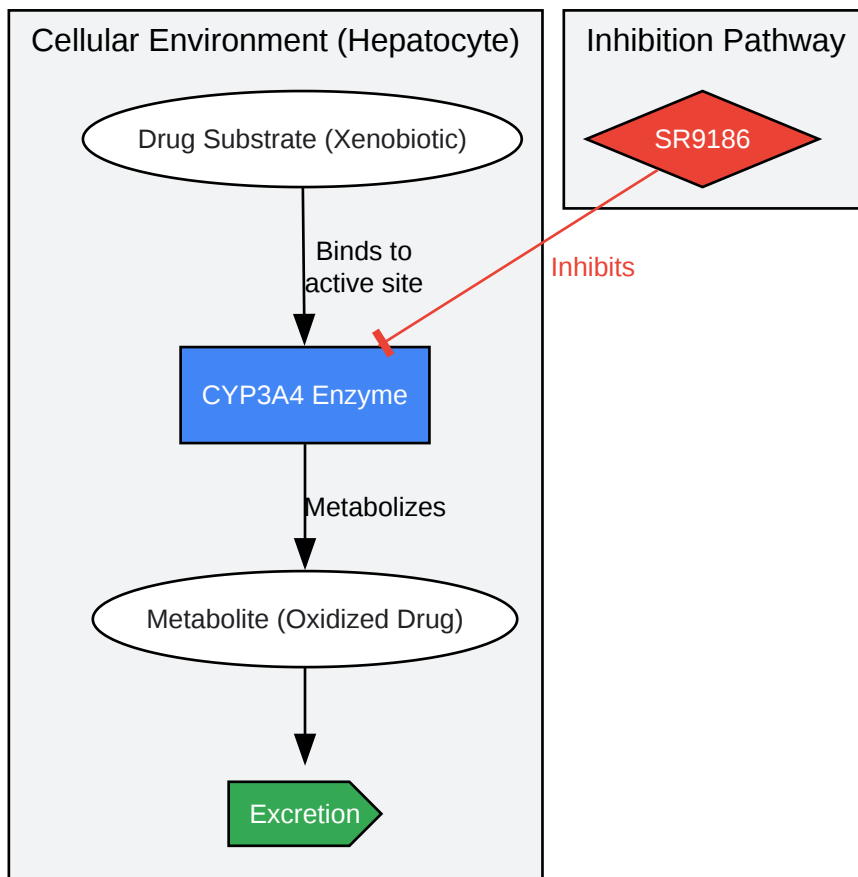 Cellular Environment (Hepatocyte)
Inhibition Pathway
Drug Substrate (Xenobiotic)
SR9186
Binds to
active site
Inhibits
CYP3A4 Enzyme
Metabolizes
Metabolite (Oxidized Drug)
Excretion